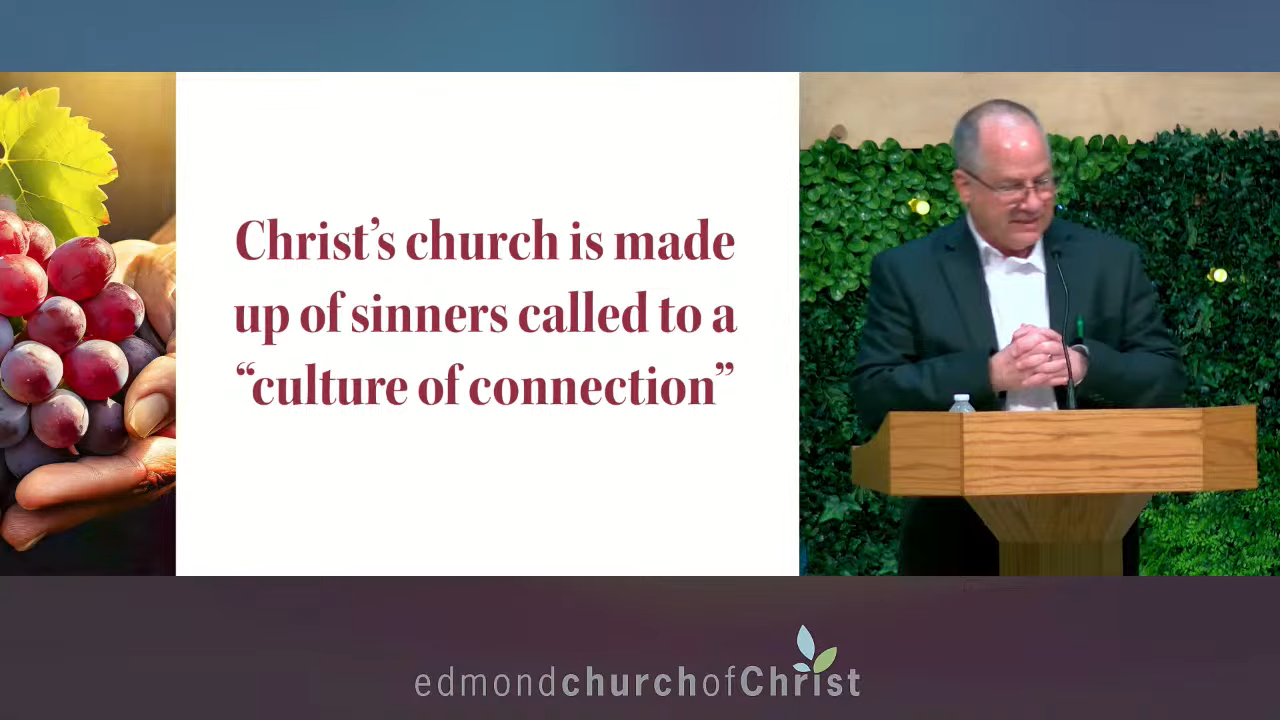 Christ’s church is made
up of sinners called to a
“culture of connection”
edmondchurchofChrist